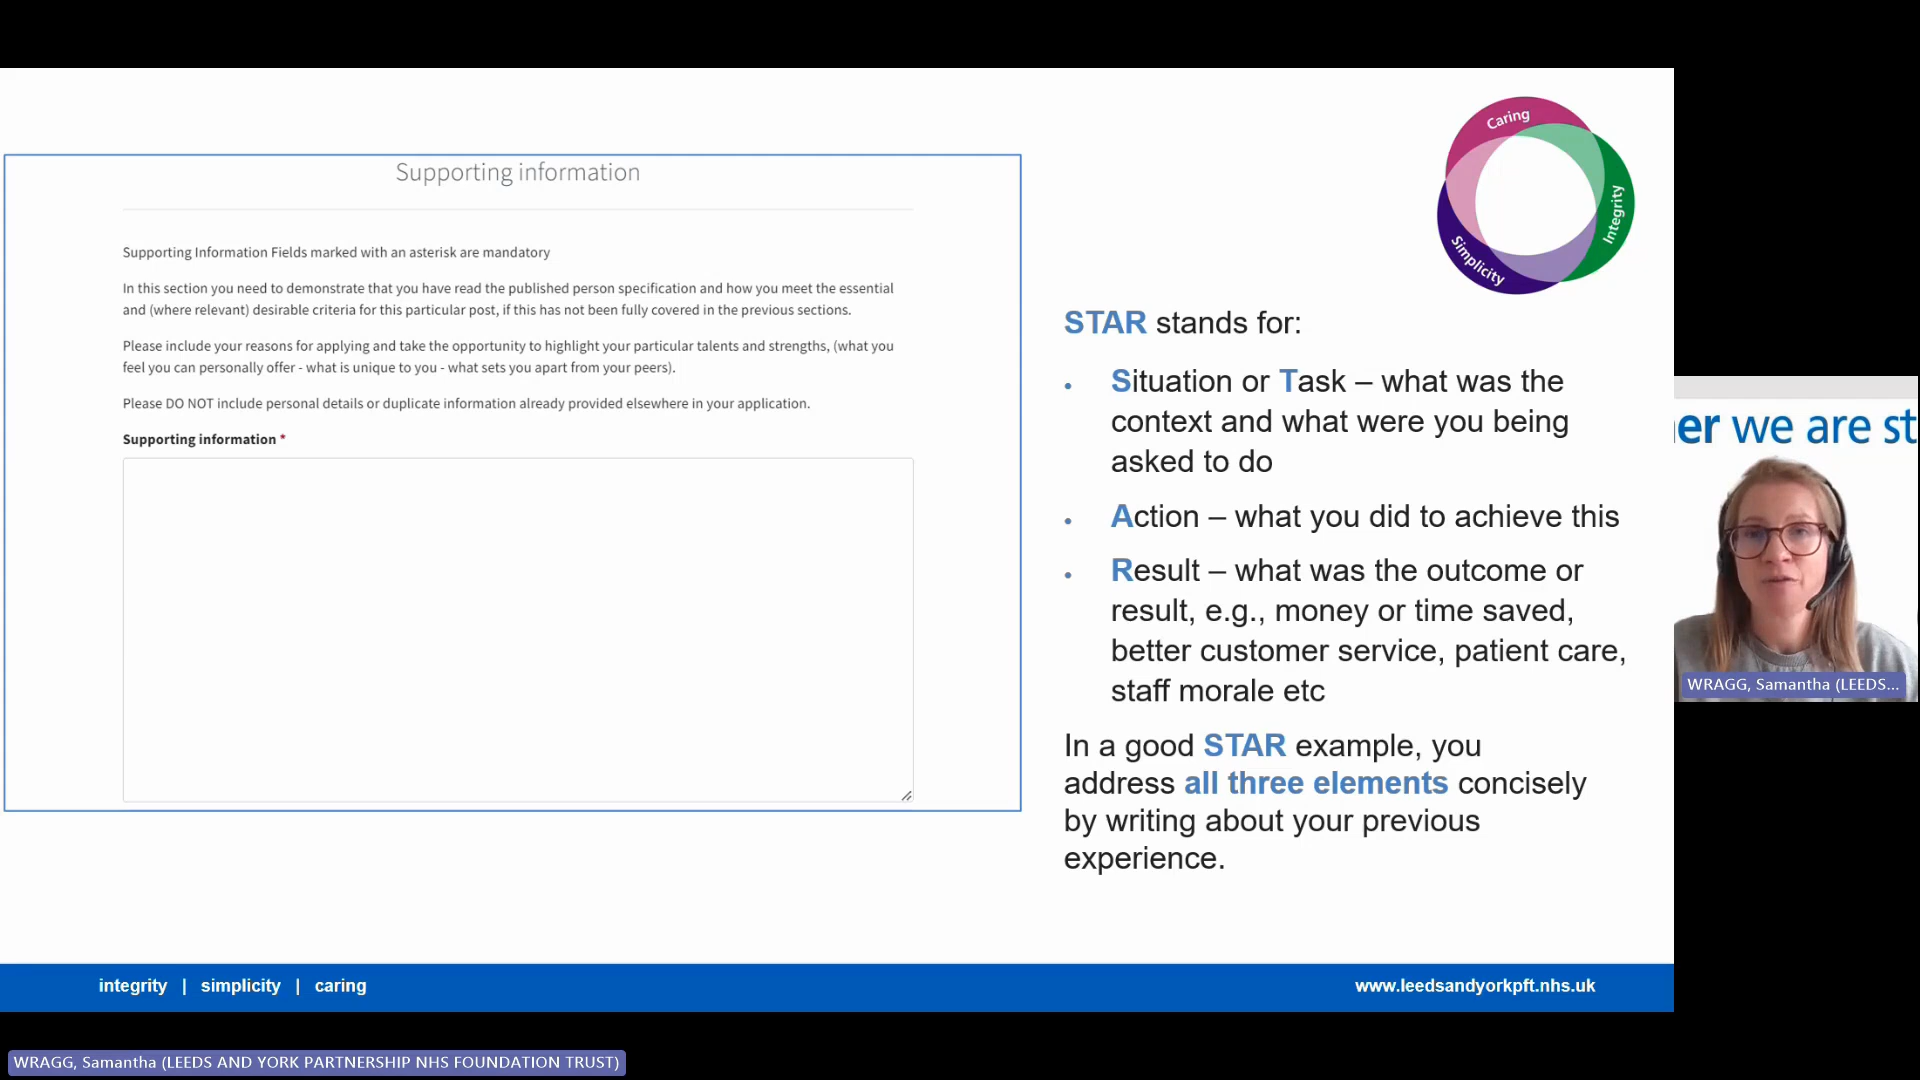 Supporting information
Supporting Information Fields marked with an asterisk are mandatory
In this section you need to demonstrate that you have read the published person specification and how you meet the essential
and (where relevant) desirable criteria for this particular post, if this has not been fully covered in the previous sections.
Please include your reasons for applying and take the opportunity to highlight your particular talents and strengths, (what you
feel you can personally offer - what is unique to you - what sets you apart from your peers).
Please DO NOT include personal details or duplicate information already provided elsewhere in your application.
Supporting information *
Caring
Integrity
Simplicity
STAR stands for:
• Situation or Task – what was the
context and what were you being
asked to do
• Action – what you did to achieve this
• Result – what was the outcome or
result, e.g., money or time saved,
better customer service, patient care,
staff morale etc
In a good STAR example, you
address all three elements concisely
by writing about your previous
experience.
er we are st
WRAGG, Samantha (LEEDS...
integrity | simplicity | caring
www.leedsandyorkpft.nhs.uk
WRAGG, Samantha (LEEDS AND YORK PARTNERSHIP NHS FOUNDATION TRUST)